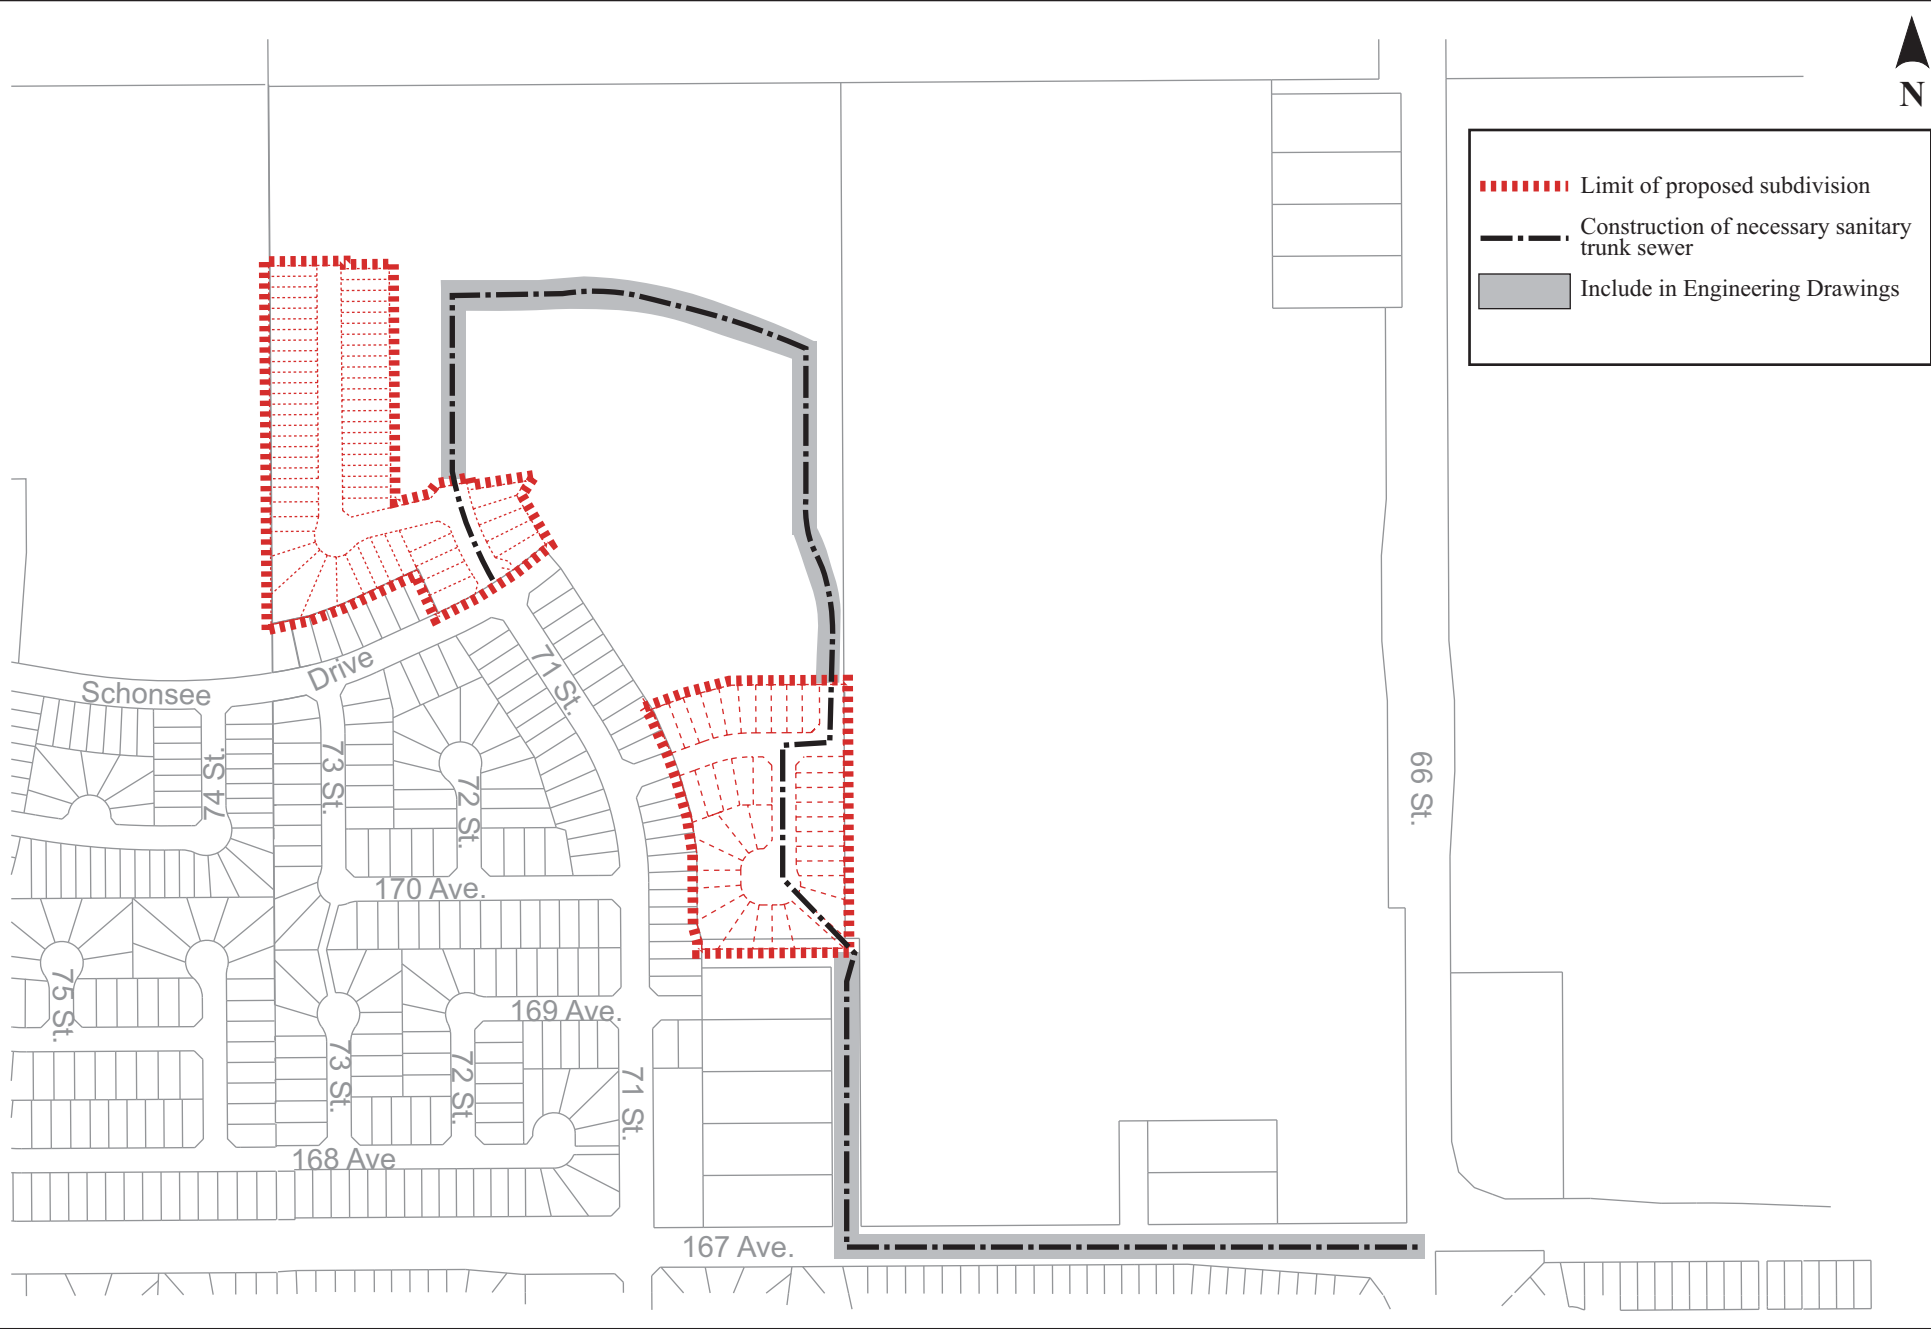 N
Limit of proposed subdivision
Construction of necessary sanitary
trunk sewer
Include in Engineering Drawings
Schonsee
Drive
71 St.
74 St.
73 St.
72 St.
66 St.
170 Ave.
75 St.
169 Ave.
73 St.
72 St.
71 St.
168 Ave
167 Ave.